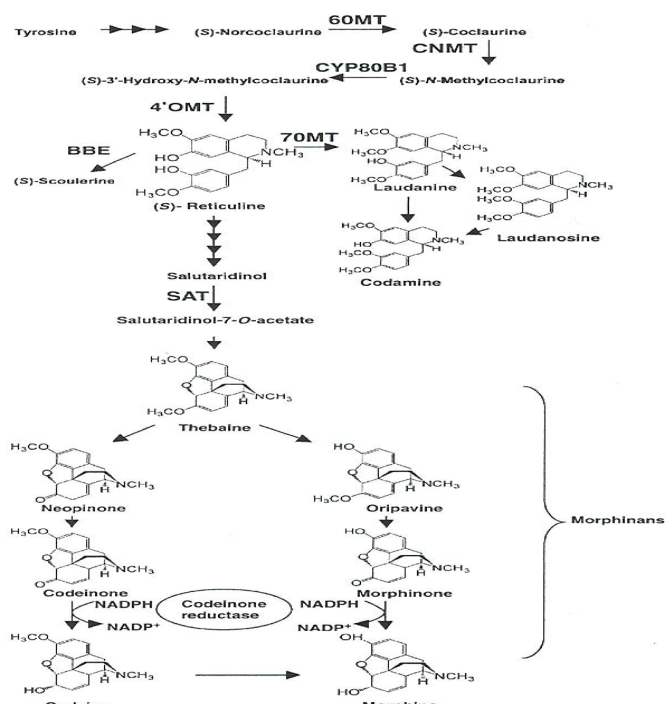 Tyrosine
(S)-Norcoclaurine
6OMT
(S)-Coclaurine
CNMT
(S)-3'-Hydroxy-N-methylcoclaurine
CYP80B1
(S)-N-Methylcoclaurine
4'OMT
BBE
H₃CO
HO
NCH₃
H
HO
H₃CO
7OMT
H₃CO
H₃CO
NCH₃
H
HO
H₃CO
Laudanine
(S)-Scoulerine
(S)- Reticuline
H₃CO
H₃CO
NCH₃
H
H₃CO
H₃CO
Laudanosine
H₃CO
HO
NCH₃
H
H₃CO
H₃CO
Codamine
Salutaridinol
SAT
Salutaridinol-7-O-acetate
H₃CO
O
H
NCH₃
H₃CO
Thebaine
H₃CO
O
H
NCH₃
O
Neopinone
HO
O
H
NCH₃
H₃CO
Oripavine
Morphinans
H₃CO
O
H
NCH₃
O
Codeinone
HO
O
H
NCH₃
O
Morphinone
NADPH
NADP⁺
Codeinone
reductase
NADPH
NADP⁺
H₃CO
O
H
NCH₃
HO
OH
O
H
NCH₃
HO